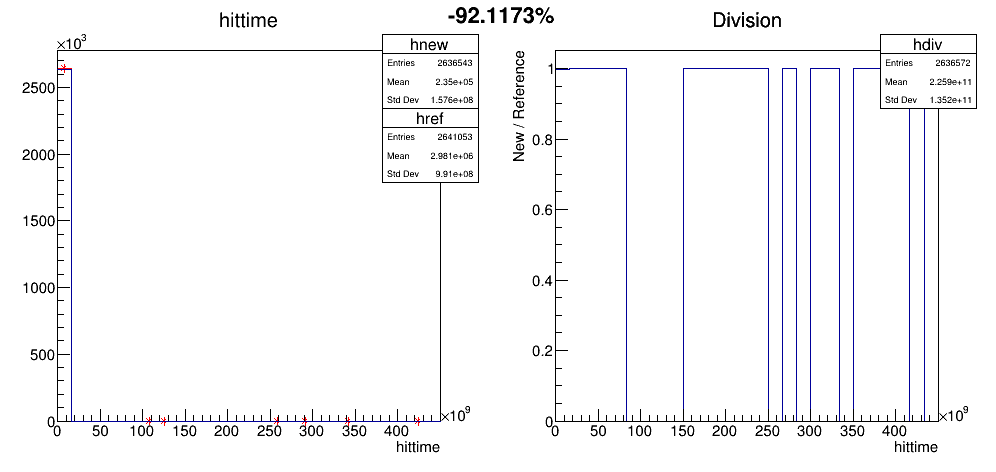 -92.1173%
hittime
×10³
hnew
Entries 2636543
Mean 2.35e+05
Std Dev 1.576e+08
href
Entries 2641053
Mean 2.981e+06
Std Dev 9.91e+08
2500
2000
1500
1000
500
0
0 50 100 150 200 250 300 350 400
×10⁹
hittime
Division
hdiv
Entries 2636572
Mean 2.259e+11
Std Dev 1.352e+11
New / Reference
1
0.8
0.6
0.4
0.2
0
0 50 100 150 200 250 300 350 400
×10⁹
hittime